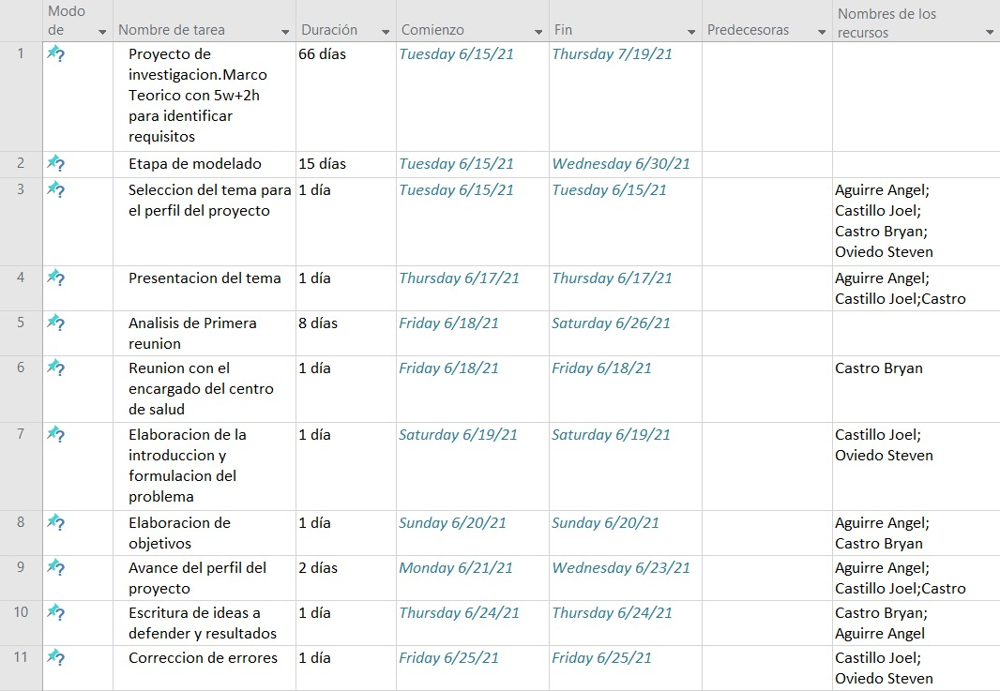 Modo de
Nombre de tarea
Duración
Comienzo
Fin
Predecesoras
Nombres de los recursos
1
Proyecto de
investigacion.Marco
Teorico con 5w+2h
para identificar
requisitos
66 días
Tuesday 6/15/21
Thursday 7/19/21
2
Etapa de modelado
15 días
Tuesday 6/15/21
Wednesday 6/30/21
3
Seleccion del tema para
el perfil del proyecto
1 día
Tuesday 6/15/21
Tuesday 6/15/21
Aguirre Angel;
Castillo Joel;
Castro Bryan;
Oviedo Steven
4
Presentacion del tema
1 día
Thursday 6/17/21
Thursday 6/17/21
Aguirre Angel;
Castillo Joel;Castro
5
Analisis de Primera
reunion
8 días
Friday 6/18/21
Saturday 6/26/21
6
Reunion con el
encargado del centro
de salud
1 día
Friday 6/18/21
Friday 6/18/21
Castro Bryan
7
Elaboracion de la
introduccion y
formulacion del
problema
1 día
Saturday 6/19/21
Saturday 6/19/21
Castillo Joel;
Oviedo Steven
8
Elaboracion de
objetivos
1 día
Sunday 6/20/21
Sunday 6/20/21
Aguirre Angel;
Castro Bryan
9
Avance del perfil del
proyecto
2 días
Monday 6/21/21
Wednesday 6/23/21
Aguirre Angel;
Castillo Joel;Castro
10
Escritura de ideas a
defender y resultados
1 día
Thursday 6/24/21
Thursday 6/24/21
Castro Bryan;
Aguirre Angel
11
Correccion de errores
1 día
Friday 6/25/21
Friday 6/25/21
Castillo Joel;
Oviedo Steven